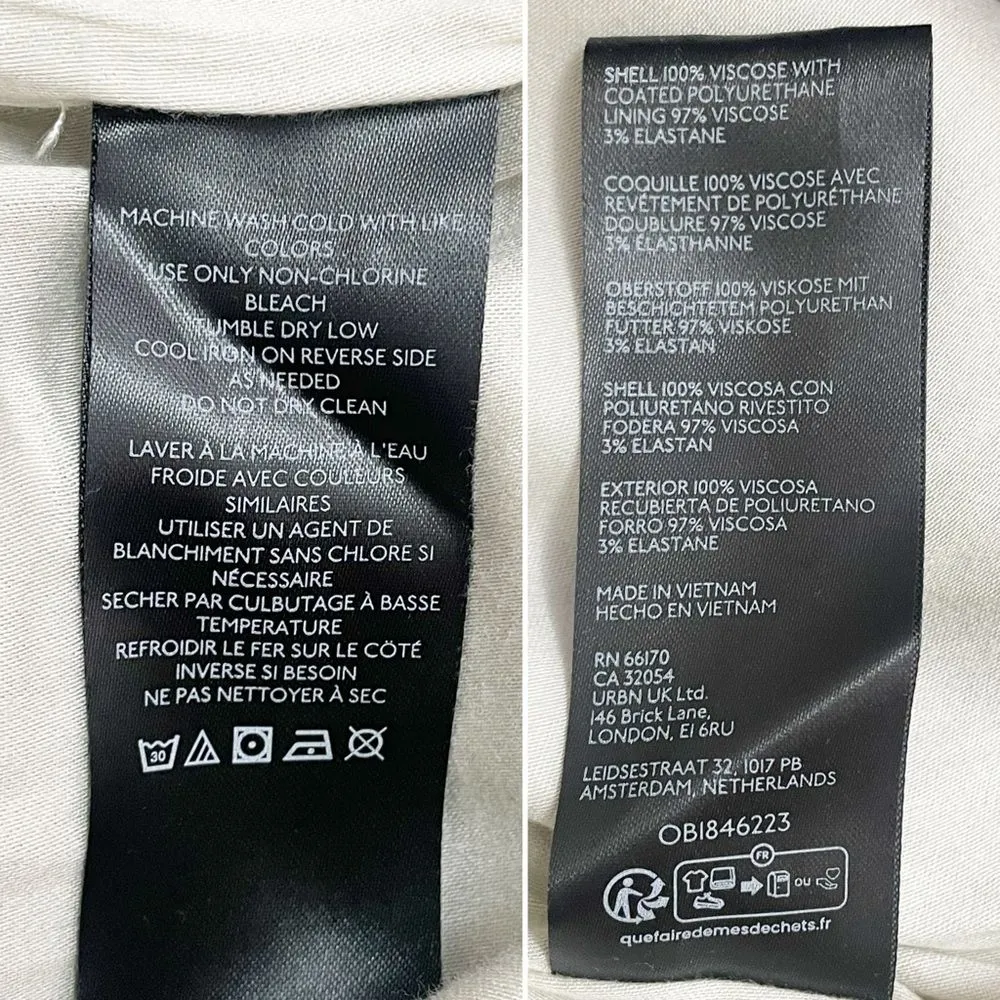 MACHINE WASH COLD WITH LIKE
COLORS
USE ONLY NON-CHLORINE
BLEACH
TUMBLE DRY LOW
COOL IRON ON REVERSE SIDE
AS NEEDED
DO NOT DRY CLEAN
LAVER À LA MACHINE A L'EAU
FROIDE AVEC COULEURS
SIMILAIRES
UTILISER UN AGENT DE
BLANCHIMENT SANS CHLORE SI
NÉCESSAIRE
SECHER PAR CULBUTAGE À BASSE
TEMPERATURE
REFROIDIR LE FER SUR LE CÖTÉ
INVERSE SI BESOIN
NE PAS NETTOYER À SEC
30
SHELL 100% VISCOSE WITH
COATED POLYURETHANE
LINING 97% VISCOSE
3% ELASTANE
COQUILLE 100% VISCOSE AVEC
REVÉTEMENT DE POLYURÉTHANE
DOUBLURE 97% VISCOSE
3% ÉLASTHANNE
OBERSTOFF 100% VISKOSE MIT
BESCHICHTETEM POLYURETHAN
FUTTER 97% VISKOSE
3% ELASTAN
SHELL 100% VISCOSA CON
POLIURETANO RIVESTITO
FODERA 97% VISCOSA
3% ELASTAN
EXTERIOR 100% VISCOSA
RECUBIERTA DE POLIURETANO
FORRO 97% VISCOSA
3% ELASTANE
MADE IN VIETNAM
HECHO EN VIETNAM
RN 66170
CA 32054
URBN UK Ltd.
146 Brick Lane,
LONDON, E1 6RU
LEIDSESTRAAT 32, 1017 PB
AMSTERDAM, NETHERLANDS
OB1846223
FR
OU
quefairedemesdechets.fr